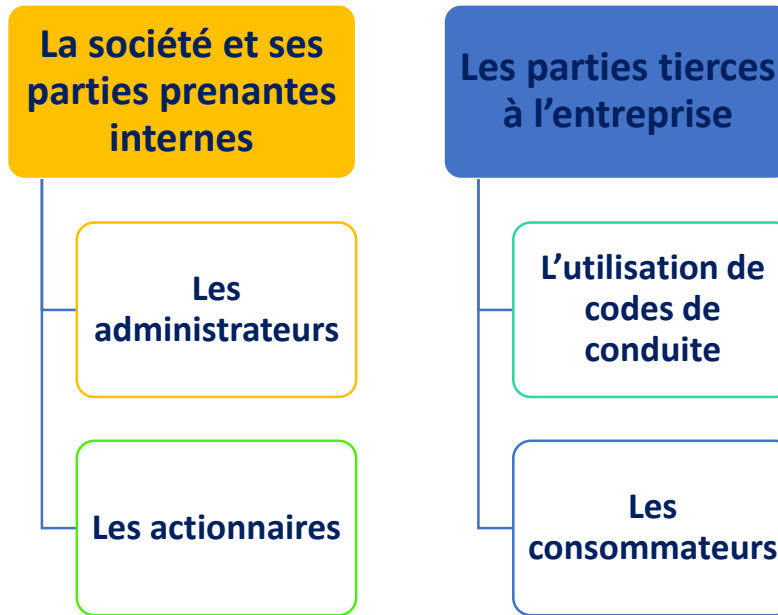 La société et ses
parties prenantes
internes
Les
administrateurs
Les actionnaires
Les parties tierces
à l’entreprise
L’utilisation de
codes de
conduite
Les
consommateurs